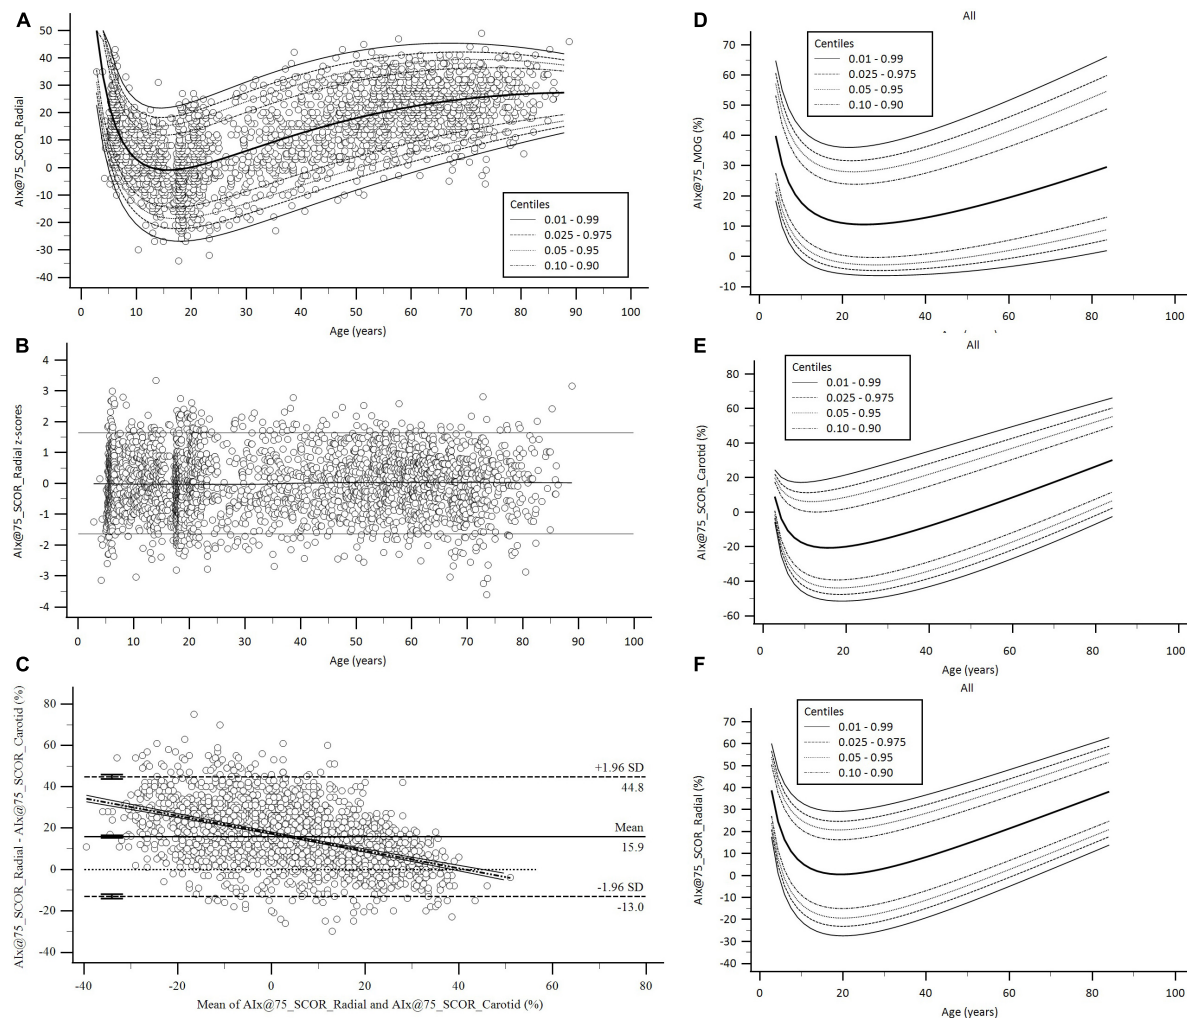 A
AIx@75_SCOR_Radial
50
40
30
20
10
0
-10
-20
-30
-40
Centiles
0.01 - 0.99
0.025 - 0.975
0.05 - 0.95
0.10 - 0.90
0 10 20 30 40 50 60 70 80 90 100
Age (years)
B
AIx@75_SCOR_Radial z-scores
4
3
2
1
0
-1
-2
-3
-4
0 10 20 30 40 50 60 70 80 90 100
Age (years)
C
AIx@75_SCOR_Radial - AIx@75_SCOR_Carotid (%)
80
60
40
20
0
-20
-40
+1.96 SD
44.8
Mean
15.9
-1.96 SD
-13.0
-40 -20 0 20 40 60 80
Mean of AIx@75_SCOR_Radial and AIx@75_SCOR_Carotid (%)
D
All
AIx@75_MOG (%)
70
60
50
40
30
20
10
0
-10
Centiles
0.01 - 0.99
0.025 - 0.975
0.05 - 0.95
0.10 - 0.90
0 20 40 60 80 100
E
All
AIx@75_SCOR_Carotid (%)
80
60
40
20
0
-20
-40
-60
Centiles
0.01 - 0.99
0.025 - 0.975
0.05 - 0.95
0.10 - 0.90
0 20 40 60 80 100
Age (years)
F
All
AIx@75_SCOR_Radial (%)
70
60
50
40
30
20
10
0
-10
-20
-30
-40
Centiles
0.01 - 0.99
0.025 - 0.975
0.05 - 0.95
0.10 - 0.90
0 20 40 60 80 100
Age (years)